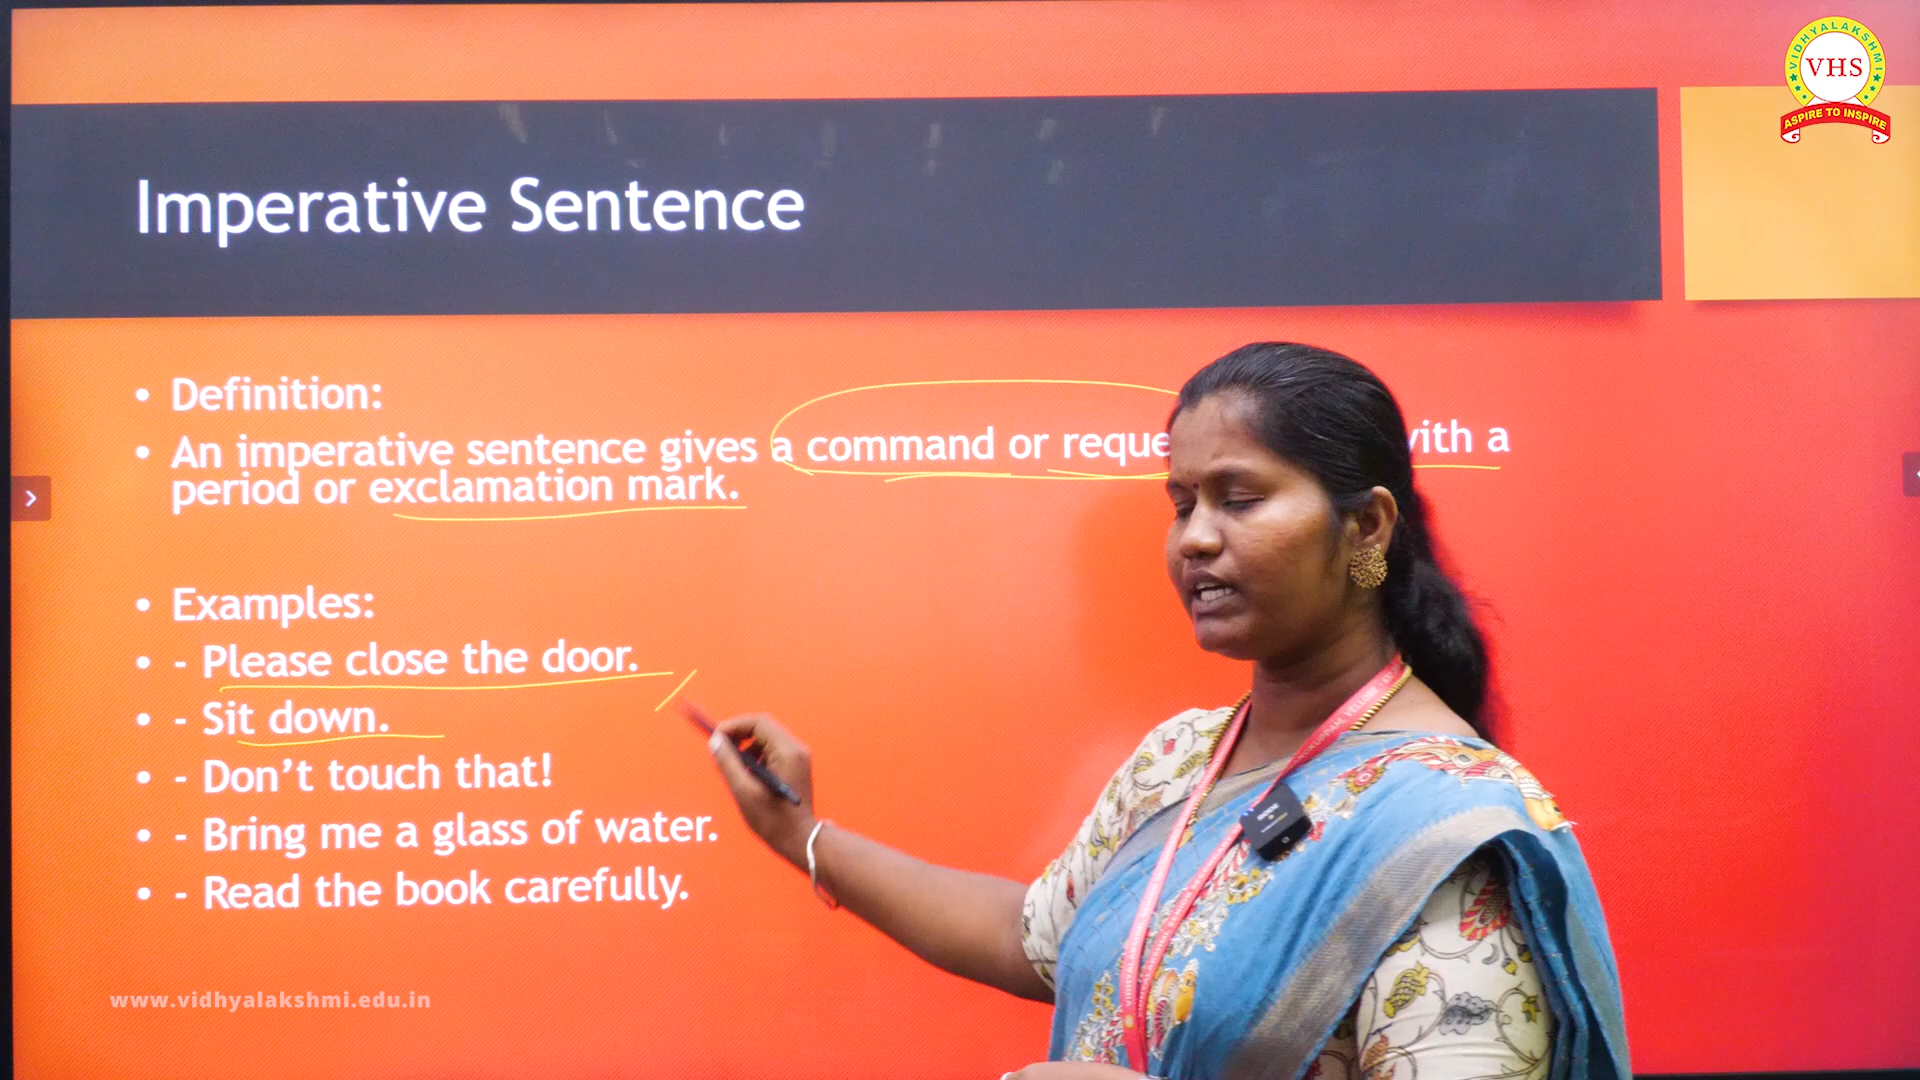 VIDHYALAKSHMI
VHS
ASPIRE TO INSPIRE
Imperative Sentence
• Definition:
• An imperative sentence gives a command or reque with a
period or exclamation mark.
• Examples:
• - Please close the door.
• - Sit down.
• - Don't touch that!
• - Bring me a glass of water.
• - Read the book carefully.
www.vidhyalakshmi.edu.in